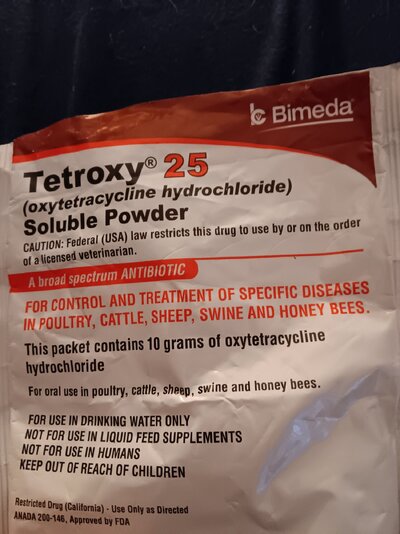 Bimeda
Tetroxy® 25
(oxytetracycline hydrochloride)
Soluble Powder
CAUTION: Federal (USA) law restricts this drug to use by or on the order
of a licensed veterinarian.
A broad spectrum ANTIBIOTIC
FOR CONTROL AND TREATMENT OF SPECIFIC DISEASES
IN POULTRY, CATTLE, SHEEP, SWINE AND HONEY BEES.
This packet contains 10 grams of oxytetracycline
hydrochloride
For oral use in poultry, cattle, sheep, swine and honey bees.
FOR USE IN DRINKING WATER ONLY
NOT FOR USE IN LIQUID FEED SUPPLEMENTS
NOT FOR USE IN HUMANS
KEEP OUT OF REACH OF CHILDREN
Restricted Drug (California) - Use Only as Directed
ANADA 200-146, Approved by FDA